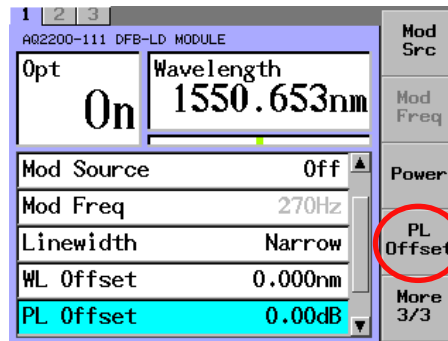 1 2 3
AQ2200-111 DFB-LD MODULE
Opt
On
Wavelength
1550.653nm
Mod Source Off
Mod Freq 270Hz
Linewidth Narrow
WL Offset 0.000nm
PL Offset 0.00dB
Mod
Src
Mod
Freq
Power
PL
Offset
More
3/3